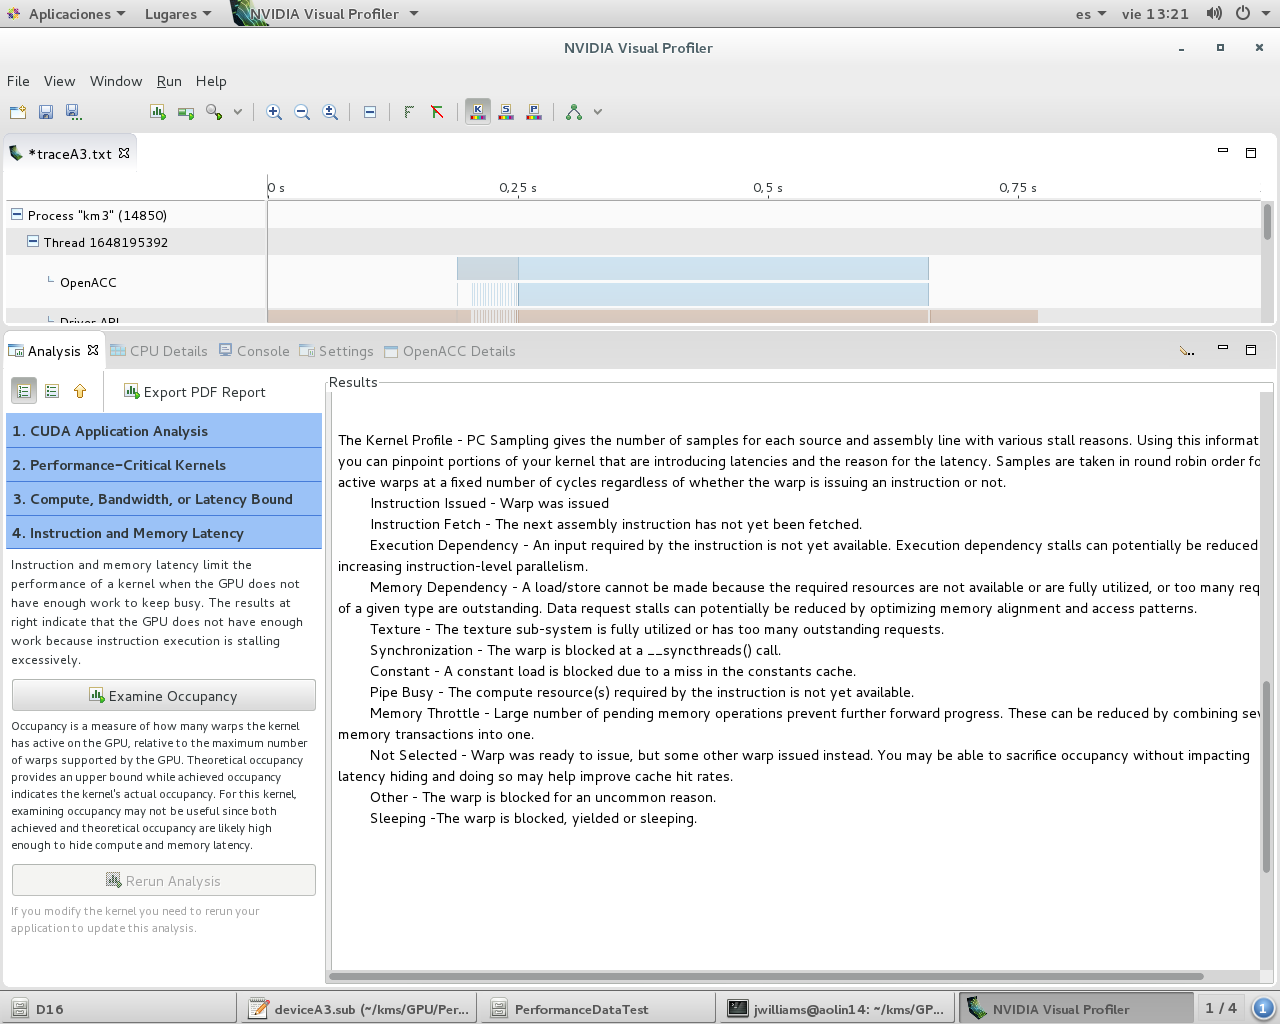 Aplicaciones Lugares NVIDIA Visual Profiler es vie 13:21
NVIDIA Visual Profiler
File View Window Run Help
K S P
*traceA3.txt
0 s 0,25 s 0,5 s 0,75 s
Process "km3" (14850)
Thread 1648195392
OpenACC
Driver API
Analysis CPU Details Console Settings OpenACC Details
Export PDF Report
1. CUDA Application Analysis
2. Performance-Critical Kernels
3. Compute, Bandwidth, or Latency Bound
4. Instruction and Memory Latency
Instruction and memory latency limit the
performance of a kernel when the GPU does not
have enough work to keep busy. The results at
right indicate that the GPU does not have enough
work because instruction execution is stalling
excessively.
Examine Occupancy
Occupancy is a measure of how many warps the kernel
has active on the GPU, relative to the maximum number
of warps supported by the GPU. Theoretical occupancy
provides an upper bound while achieved occupancy
indicates the kernel's actual occupancy. For this kernel,
examining occupancy may not be useful since both
achieved and theoretical occupancy are likely high
enough to hide compute and memory latency.
Rerun Analysis
If you modify the kernel you need to rerun your
application to update this analysis.
Results
The Kernel Profile - PC Sampling gives the number of samples for each source and assembly line with various stall reasons. Using this informat
you can pinpoint portions of your kernel that are introducing latencies and the reason for the latency. Samples are taken in round robin order fo
active warps at a fixed number of cycles regardless of whether the warp is issuing an instruction or not.
Instruction Issued - Warp was issued
Instruction Fetch - The next assembly instruction has not yet been fetched.
Execution Dependency - An input required by the instruction is not yet available. Execution dependency stalls can potentially be reduced
increasing instruction-level parallelism.
Memory Dependency - A load/store cannot be made because the required resources are not available or are fully utilized, or too many req
of a given type are outstanding. Data request stalls can potentially be reduced by optimizing memory alignment and access patterns.
Texture - The texture sub-system is fully utilized or has too many outstanding requests.
Synchronization - The warp is blocked at a __syncthreads() call.
Constant - A constant load is blocked due to a miss in the constants cache.
Pipe Busy - The compute resource(s) required by the instruction is not yet available.
Memory Throttle - Large number of pending memory operations prevent further forward progress. These can be reduced by combining sev
memory transactions into one.
Not Selected - Warp was ready to issue, but some other warp issued instead. You may be able to sacrifice occupancy without impacting
latency hiding and doing so may help improve cache hit rates.
Other - The warp is blocked for an uncommon reason.
Sleeping -The warp is blocked, yielded or sleeping.
D16 deviceA3.sub (~/kms/GPU/Per... PerformanceDataTest jwilliams@aolin14: ~/kms/GP... NVIDIA Visual Profiler 1 / 4 1